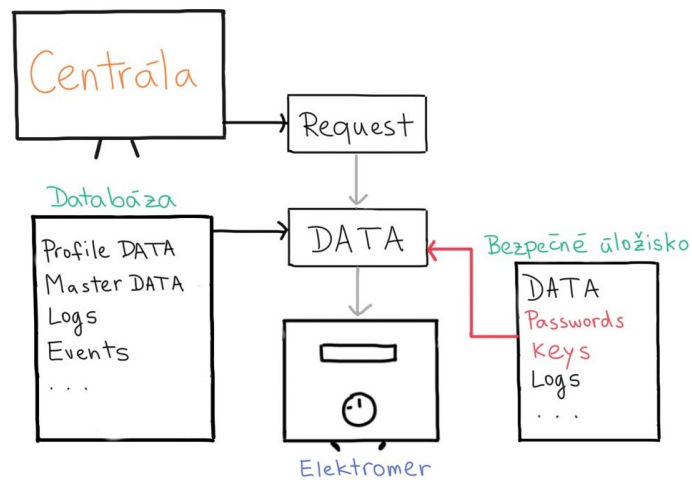 Centrála
Request
Databáza
Profile DATA
Master DATA
Logs
Events
...
DATA
Bezpečné úložisko
DATA
Passwords
Keys
Logs
...
Elektromer